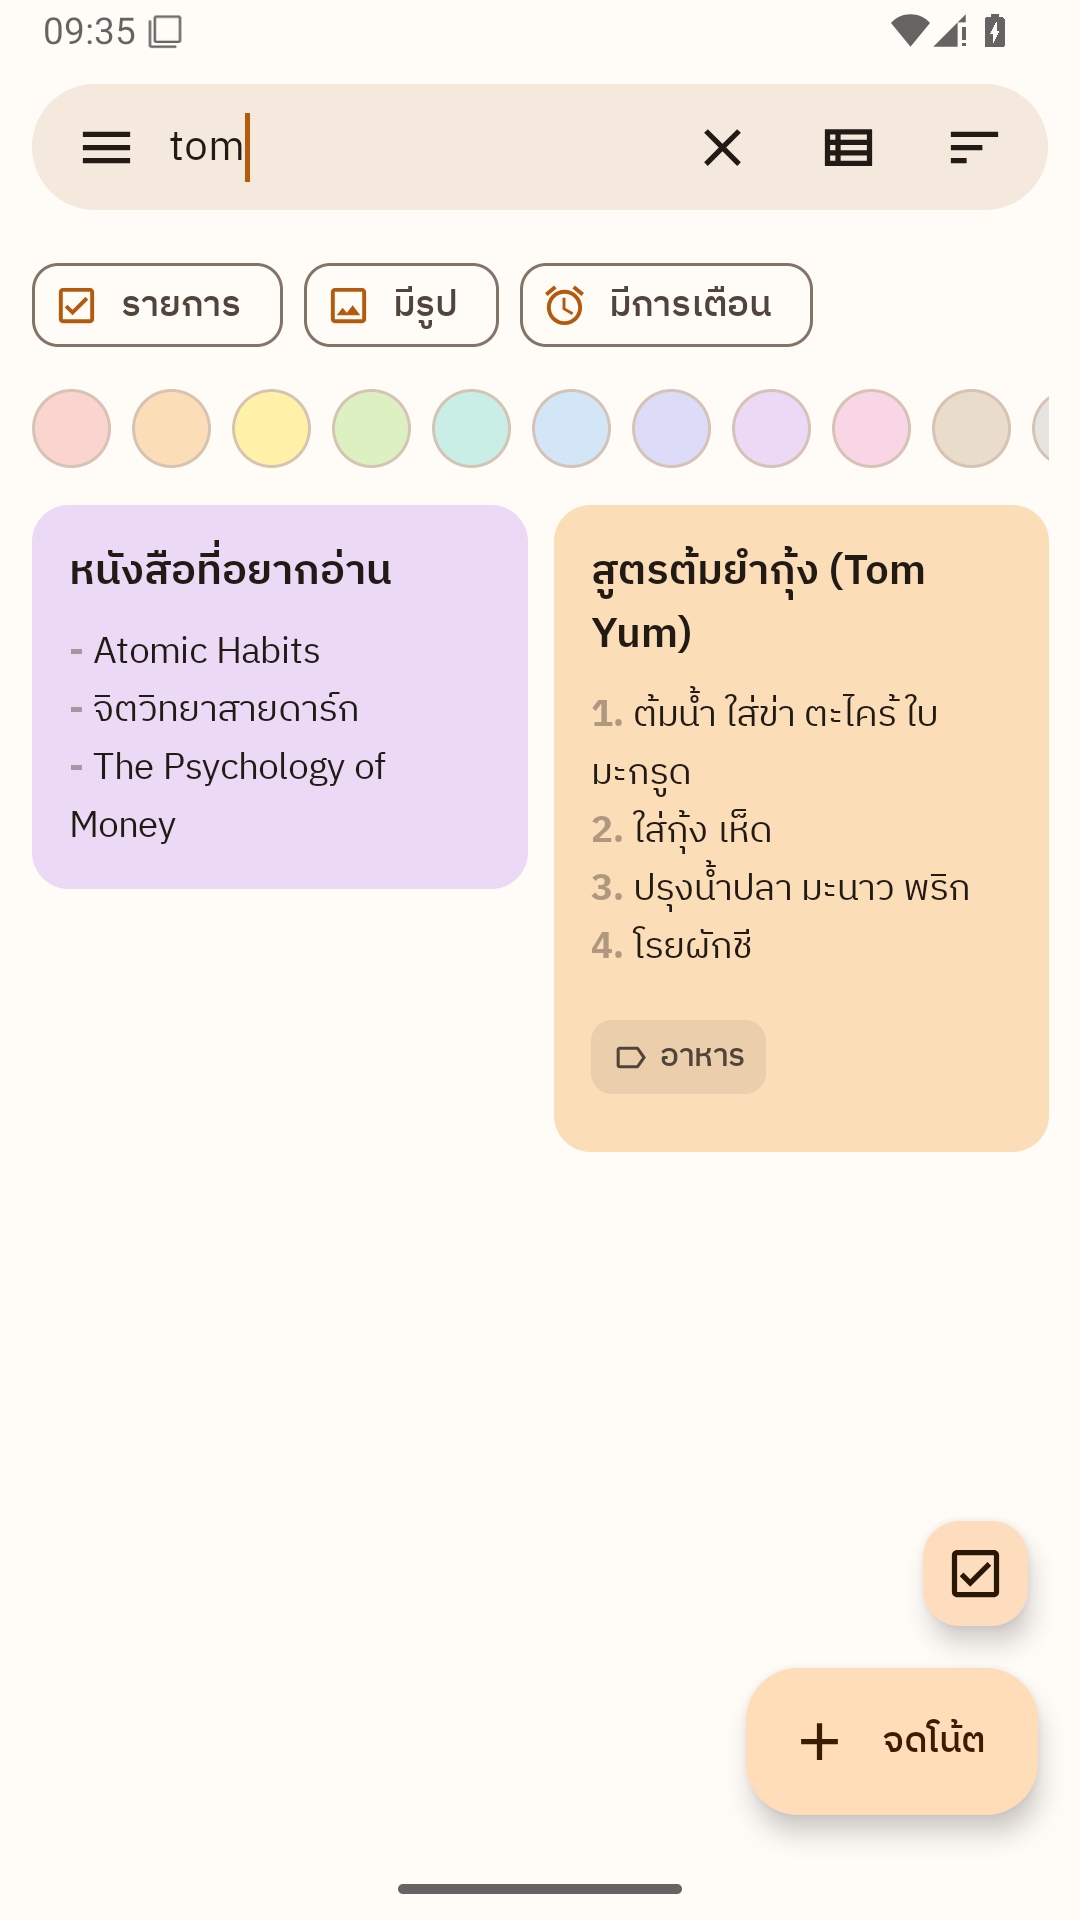 09:35
tom
รายการ
มีรูป
มีการเตือน
หนังสือที่อยากอ่าน
- Atomic Habits
- จิตวิทยาสายดาร์ก
- The Psychology of
Money
สูตรต้มยำกุ้ง (Tom
Yum)
1. ต้มน้ำ ใส่ข่า ตะไคร้ ใบ
มะกรูด
2. ใส่กุ้ง เห็ด
3. ปรุงน้ำปลา มะนาว พริก
4. โรยผักชี
อาหาร
จดโน้ต